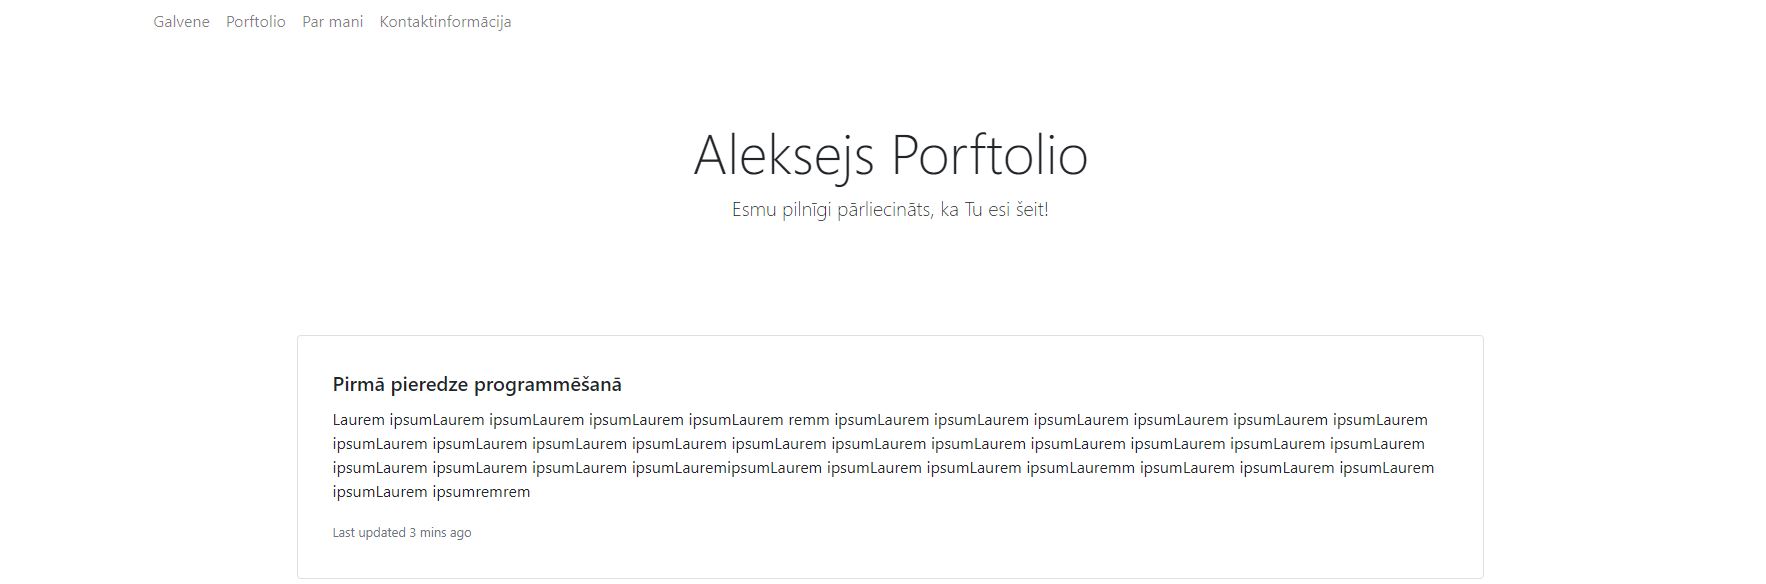 Galvene Porftolio Par mani Kontaktinformācija
Aleksejs Porftolio
Esmu pilnīgi pārliecināts, ka Tu esi šeit!
Pirmā pieredze programmēšanā
Laurem ipsumLaurem ipsumLaurem ipsumLaurem ipsumLaurem remm ipsumLaurem ipsumLaurem ipsumLaurem ipsumLaurem ipsumLaurem ipsumLaurem
ipsumLaurem ipsumLaurem ipsumLaurem ipsumLaurem ipsumLaurem ipsumLaurem ipsumLaurem ipsumLaurem ipsumLaurem ipsumLaurem ipsumLaurem
ipsumLaurem ipsumLaurem ipsumLaurem ipsumLauremipsumLaurem ipsumLaurem ipsumLaurem ipsumLauremm ipsumLaurem ipsumLaurem ipsumLaurem
ipsumLaurem ipsumremrem
Last updated 3 mins ago